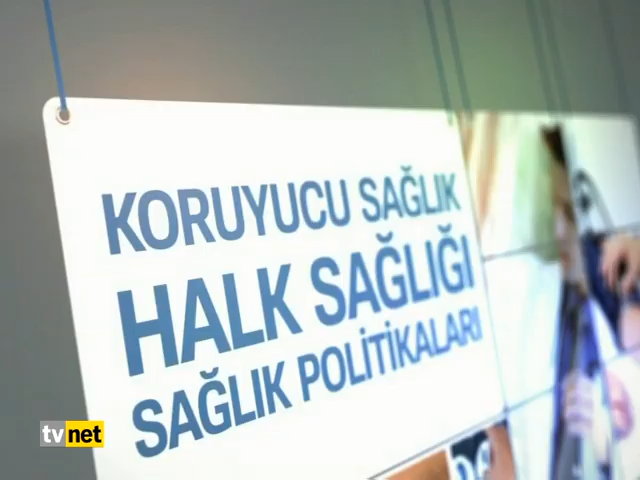 KORUYUCU SAĞLIK
HALK SAĞLIĞI
SAĞLIK POLİTİKALARI
tvnet